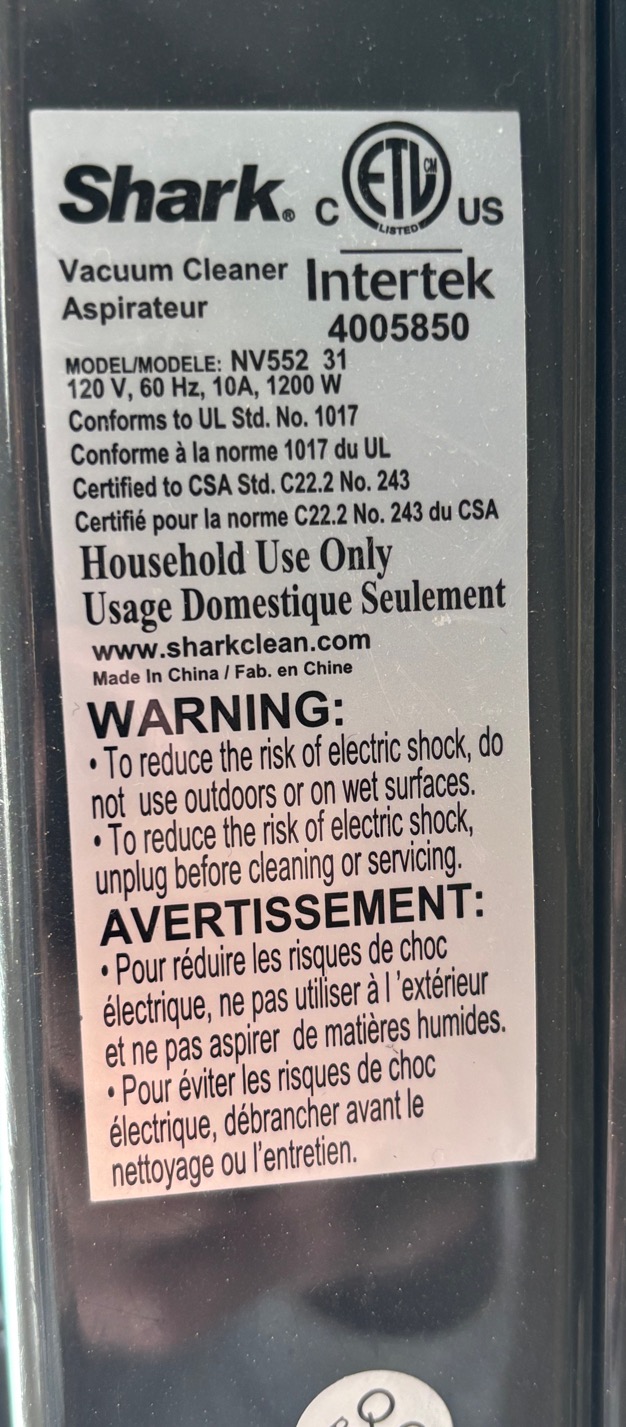 Shark® C ETL CM LISTED US
Vacuum Cleaner Intertek
Aspirateur 4005850
MODEL/MODELE: NV552 31
120 V, 60 Hz, 10A, 1200 W
Conforms to UL Std. No. 1017
Conforme à la norme 1017 du UL
Certified to CSA Std. C22.2 No. 243
Certifié pour la norme C22.2 No. 243 du CSA
Household Use Only
Usage Domestique Seulement
www.sharkclean.com
Made In China / Fab. en Chine
WARNING:
• To reduce the risk of electric shock, do
not use outdoors or on wet surfaces.
• To reduce the risk of electric shock,
unplug before cleaning or servicing.
AVERTISSEMENT:
• Pour réduire les risques de choc
électrique, ne pas utiliser à l'extérieur
et ne pas aspirer de matières humides.
• Pour éviter les risques de choc
électrique, débrancher avant le
nettoyage ou l'entretien.